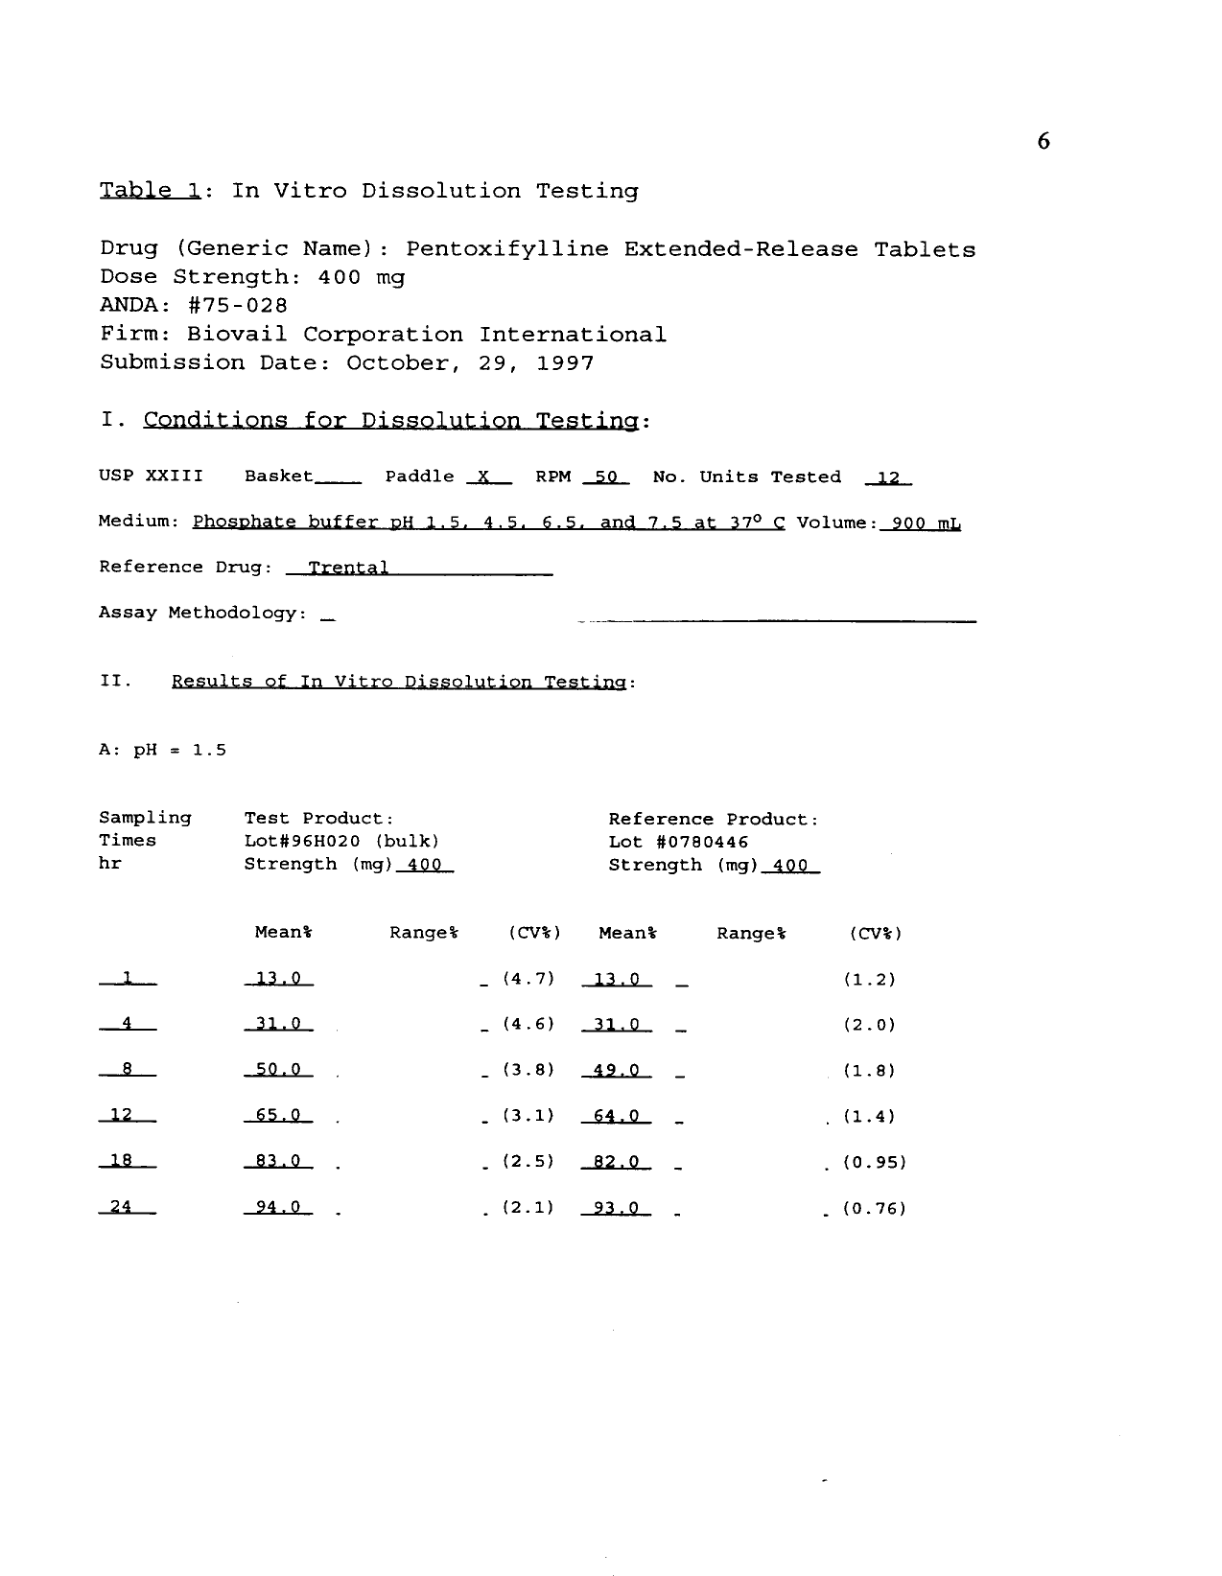 6
Table 1: In Vitro Dissolution Testing
Drug (Generic Name): Pentoxifylline Extended-Release Tablets
Dose Strength: 400 mg
ANDA: #75-028
Firm: Biovail Corporation International
Submission Date: October, 29, 1997
I. Conditions for Dissolution Testing:
USP XXIII Basket____ Paddle X RPM 50 No. Units Tested 12
Medium: Phosphate buffer pH 1.5, 4.5, 6.5, and 7.5 at 37º C Volume: 900 mL
Reference Drug: Trental
Assay Methodology:
II. Results of In Vitro Dissolution Testing:
A: pH = 1.5
Sampling Test Product: Reference Product:
Times Lot#96H020 (bulk) Lot #0780446
hr Strength (mg) 400 Strength (mg) 400
Mean% Range% (CV%) Mean% Range% (CV%)
1 13.0 (4.7) 13.0 (1.2)
4 31.0 (4.6) 31.0 (2.0)
8 50.0 (3.8) 49.0 (1.8)
12 65.0 (3.1) 64.0 (1.4)
18 83.0 (2.5) 82.0 (0.95)
24 94.0 (2.1) 93.0 (0.76)